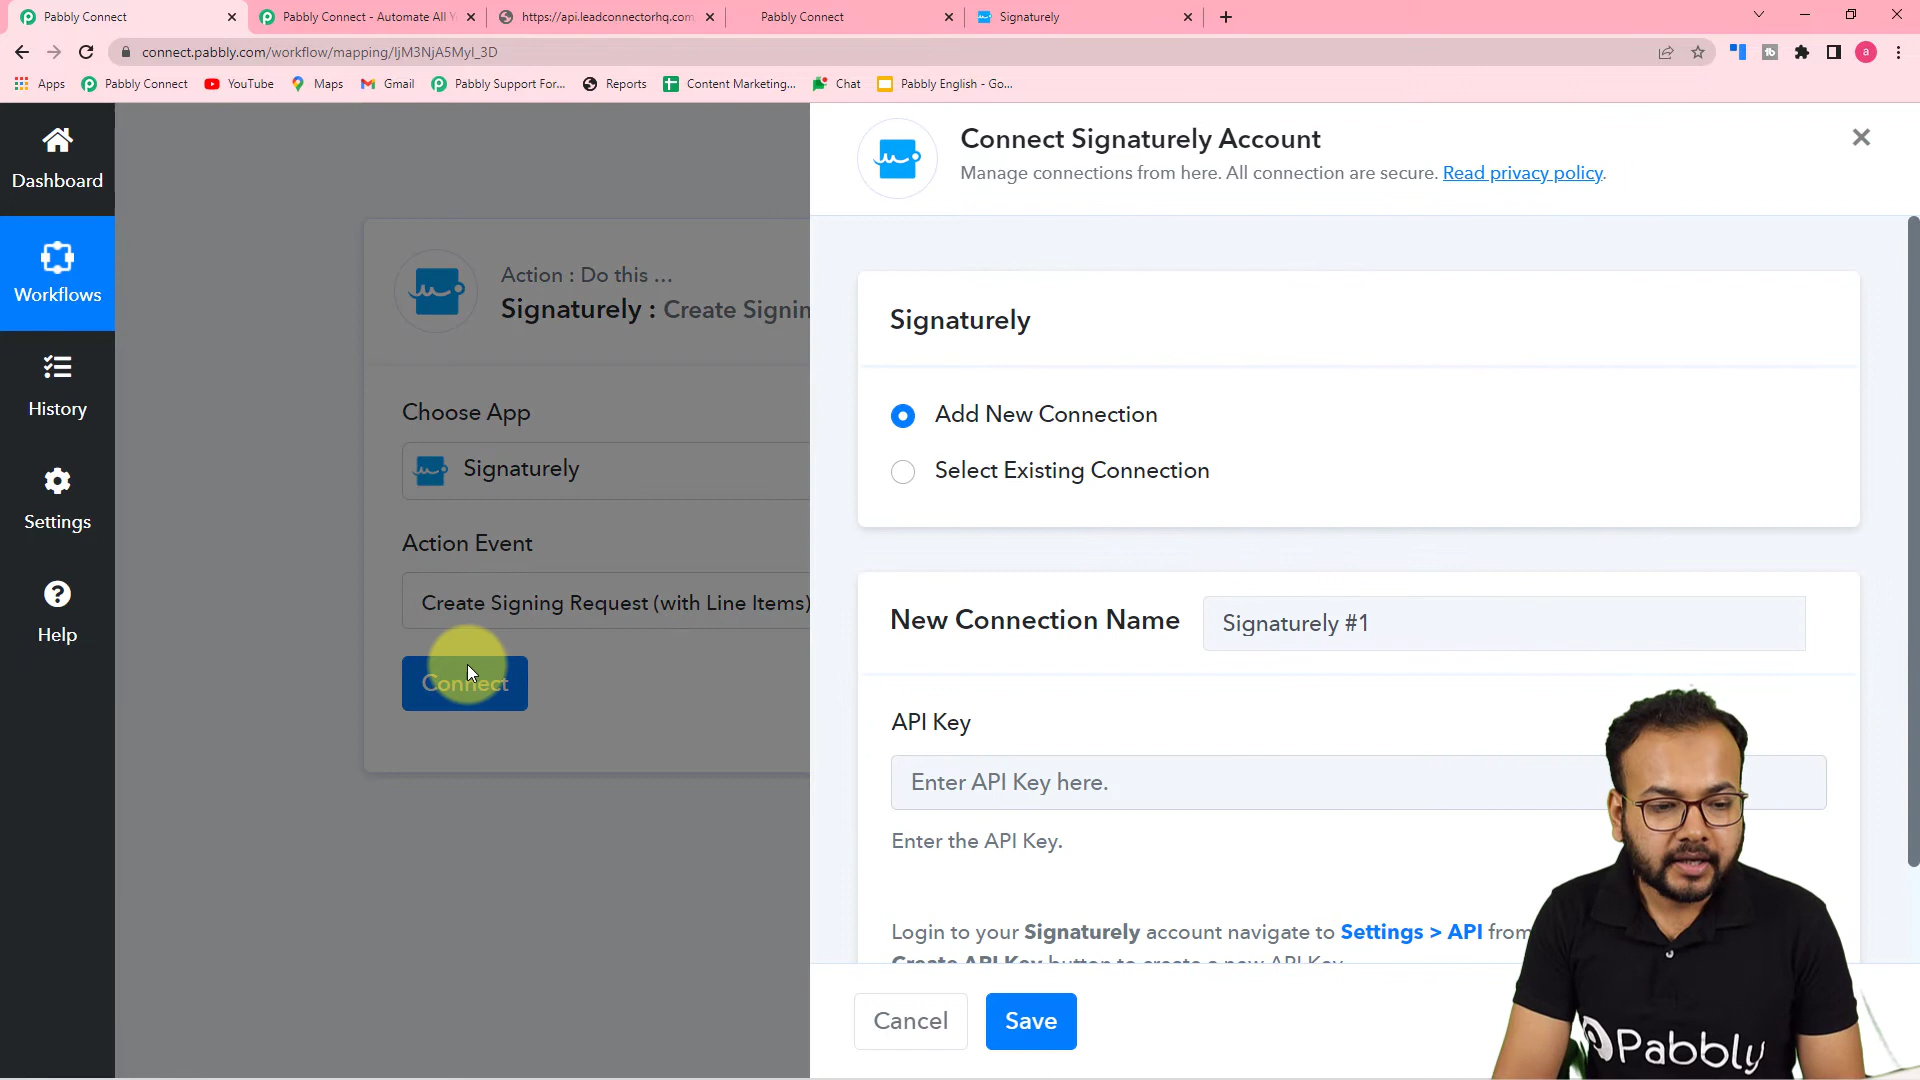 Pabbly Connect
Pabbly Connect - Automate All Y
https://api.leadconnectorhq.com
Pabbly Connect
Signaturely
connect.pabbly.com/workflow/mapping/IjM3NjA5MyI_3D
a
Apps
Pabbly Connect
YouTube
Maps
Gmail
Pabbly Support For...
Reports
Content Marketing...
Chat
Pabbly English - Go...
Dashboard
Workflows
History
Settings
Help
Action : Do this ...
Signaturely : Create Signin
Choose App
Signaturely
Action Event
Create Signing Request (with Line Items)
Connect
Connect Signaturely Account
Manage connections from here. All connection are secure. Read privacy policy.
Signaturely
Add New Connection
Select Existing Connection
New Connection Name
Signaturely #1
API Key
Enter API Key here.
Enter the API Key.
Login to your Signaturely account navigate to Settings > API from
Create API Key button to create a new API Key
Cancel
Save
Pabbly